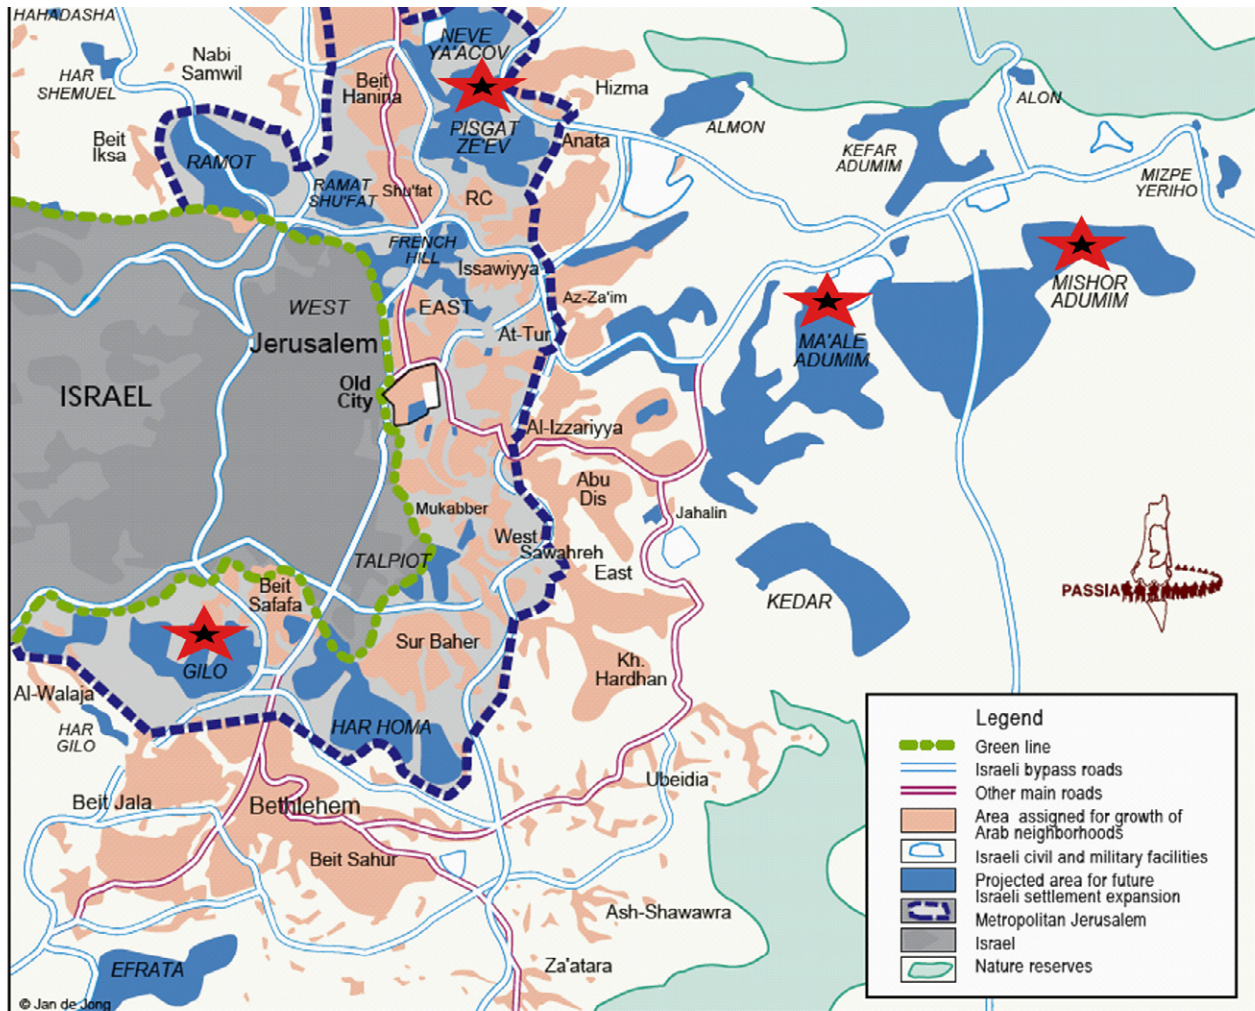 HAHADASHA
NEVE
YA'ACOV
Nabi
Samwil
HAR
SHEMUEL
Beit
Hanina
Hizma
ALON
PISGAT
ZE'EV
ALMON
Anata
Beit
Iksa
RAMOT
KEFAR
ADUMIM
MIZPE
YERIHO
RAMAT
SHU'FAT
Shu'fat
RC
FRENCH
HILL
Issawiyya
MISHOR
ADUMIM
WEST
EAST
Az-Za'im
At-Tur
Jerusalem
MA'ALE
ADUMIM
ISRAEL
Old
City
Al-Izzariyya
Abu
Dis
Mukabber
Jahalin
West
Sawahreh
East
TALPIOT
Beit
Safafa
KEDAR
PASSIA
Sur Baher
GILO
Kh.
Hardhan
Al-Walaja
HAR
GILO
HAR HOMA
Ubeidia
Beit Jala
Bethlehem
Beit Sahur
Ash-Shawawra
EFRATA
Za'atara
© Jan de Jong
Legend
Green line
Israeli bypass roads
Other main roads
Area assigned for growth of
Arab neighborhoods
Israeli civil and military facilities
Projected area for future
Israeli settlement expansion
Metropolitan Jerusalem
Israel
Nature reserves